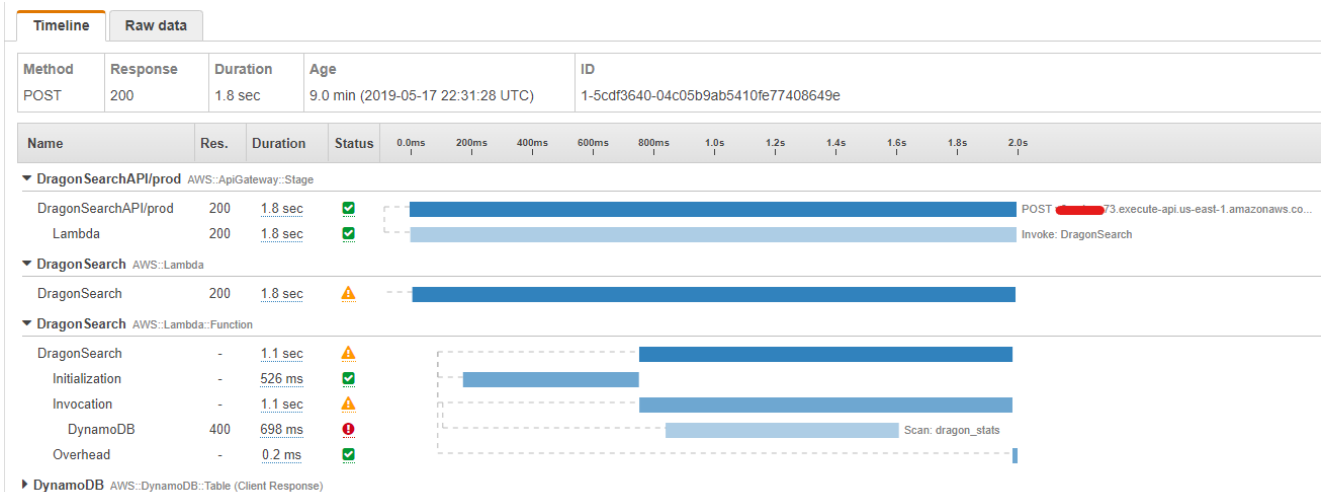 Timeline Raw data
Method Response Duration Age ID
POST 200 1.8 sec 9.0 min (2019-05-17 22:31:28 UTC) 1-5cdf3640-04c05b9ab5410fe77408649e
Name Res. Duration Status 0.0ms 200ms 400ms 600ms 800ms 1.0s 1.2s 1.4s 1.6s 1.8s 2.0s
DragonSearchAPI/prod AWS::ApiGateway::Stage
DragonSearchAPI/prod 200 1.8 sec POST 73.execute-api.us-east-1.amazonaws.co...
Lambda 200 1.8 sec Invoke: DragonSearch
DragonSearch AWS::Lambda
DragonSearch 200 1.8 sec
DragonSearch AWS::Lambda::Function
DragonSearch - 1.1 sec
Initialization - 526 ms
Invocation - 1.1 sec
DynamoDB 400 698 ms Scan: dragon_stats
Overhead - 0.2 ms
DynamoDB AWS::DynamoDB::Table (Client Response)